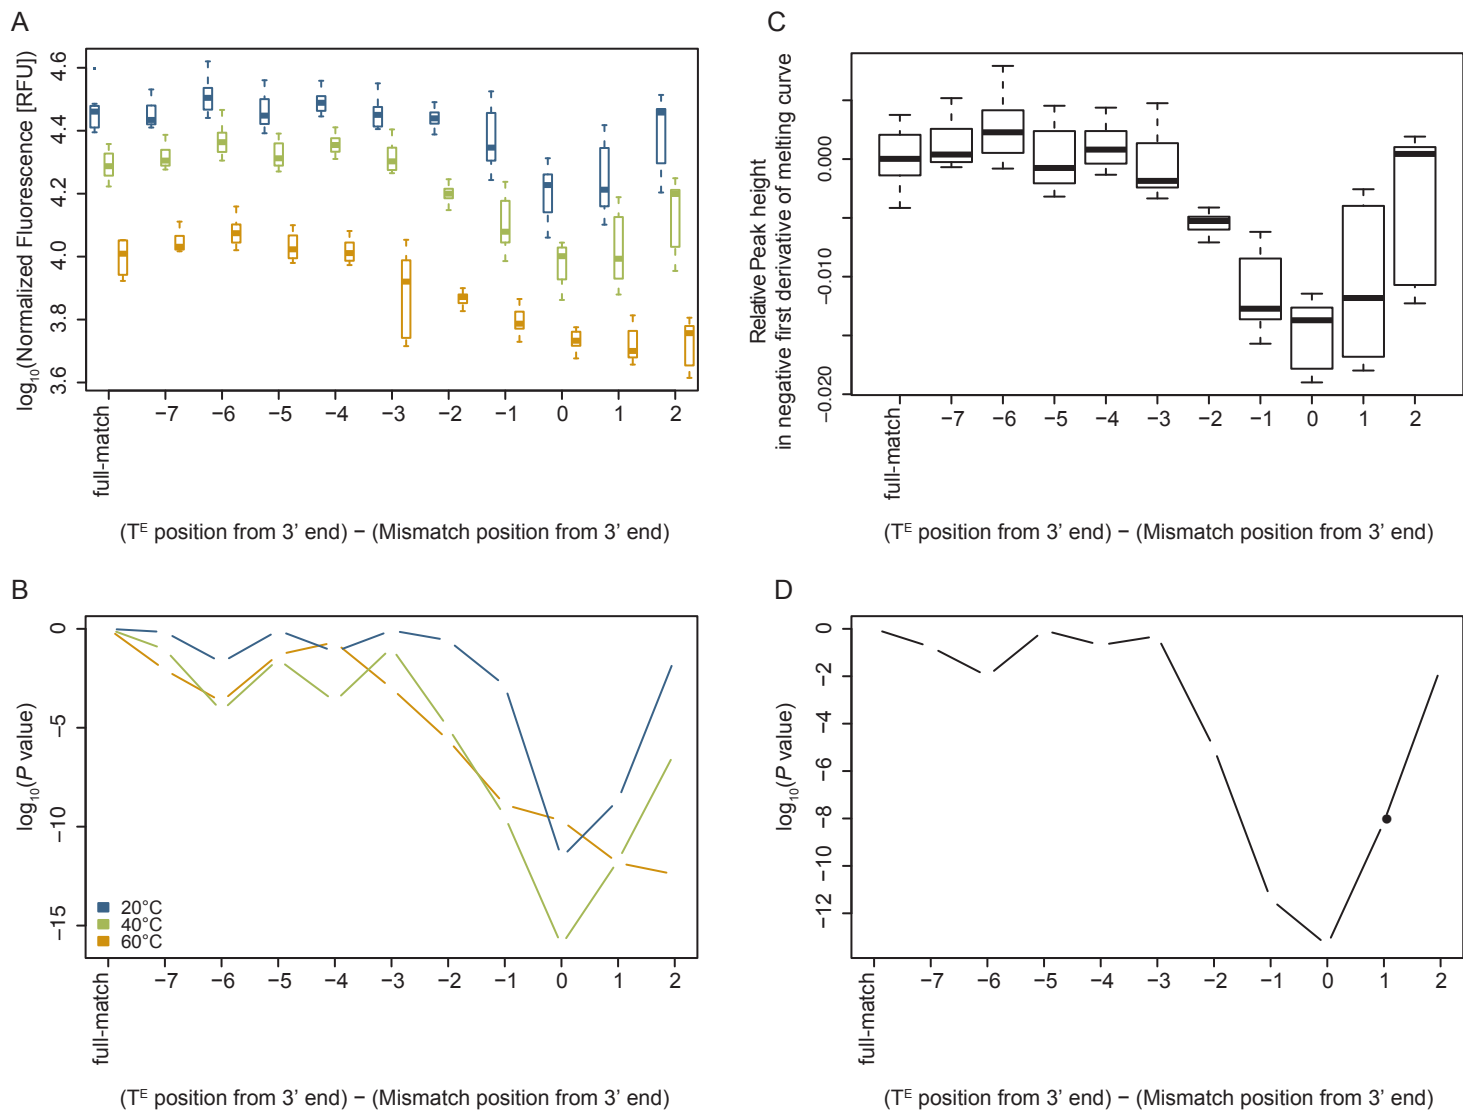 A
log10(Normalized Fluorescence [RFU])
4.6
4.4
4.2
4.0
3.8
3.6
full-match −7 −6 −5 −4 −3 −2 −1 0 1 2
(TE position from 3’ end) − (Mismatch position from 3’ end)
C
Relative Peak height
in negative first derivative of melting curve
0.000
−0.010
−0.020
full-match −7 −6 −5 −4 −3 −2 −1 0 1 2
(TE position from 3’ end) − (Mismatch position from 3’ end)
B
log10(P value)
0
−5
−10
−15
20°C
40°C
60°C
full-match −7 −6 −5 −4 −3 −2 −1 0 1 2
(TE position from 3’ end) − (Mismatch position from 3’ end)
D
log10(P value)
0
−2
−4
−6
−8
−10
−12
full-match −7 −6 −5 −4 −3 −2 −1 0 1 2
(TE position from 3’ end) − (Mismatch position from 3’ end)